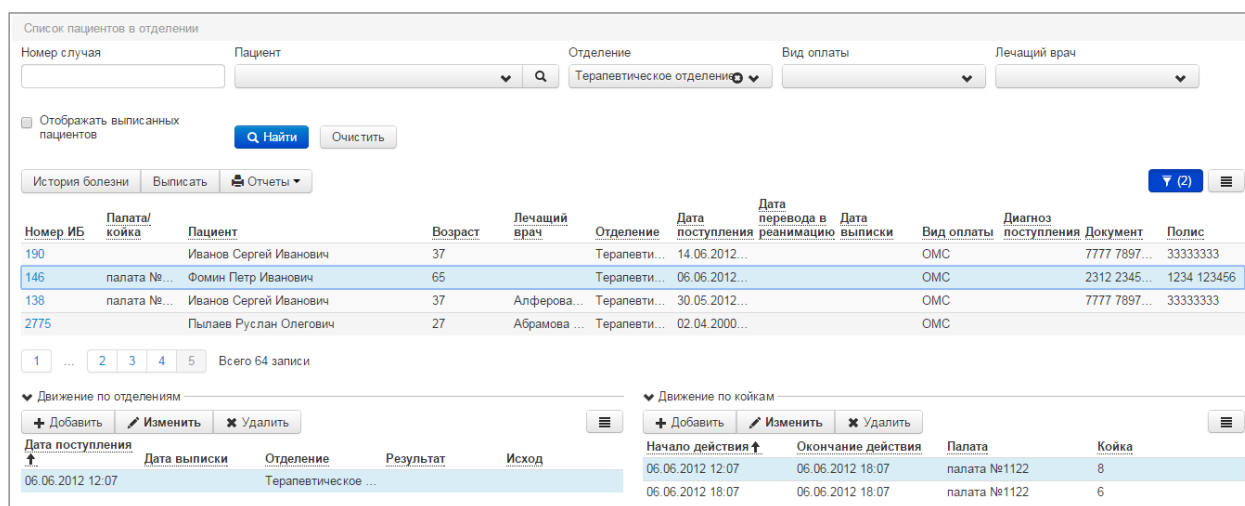 Список пациентов в отделении
Номер случая Пациент Отделение Вид оплаты Лечащий врач
Терапевтическое отделение
Отображать выписанных
пациентов
Найти Очистить
История болезни Выписать Отчеты (2)
Номер ИБ Палата/ койка Пациент Возраст Лечащий врач Отделение Дата поступления Дата перевода в реанимацию Дата выписки Вид оплаты Диагноз поступления Документ Полис
190 Иванов Сергей Иванович 37 Терапевти... 14.06.2012... ОМС 7777 7897... 33333333
146 палата №... Фомин Петр Иванович 65 Терапевти... 06.06.2012... ОМС 2312 2345... 1234 123456
138 палата №... Иванов Сергей Иванович 37 Алферова... Терапевти... 30.05.2012... ОМС 7777 7897... 33333333
2775 Пылаев Руслан Олегович 27 Абрамова ... Терапевти... 02.04.2000... ОМС
1 ... 2 3 4 5 Всего 64 записи
Движение по отделениям
Добавить Изменить Удалить
Дата поступления Дата выписки Отделение Результат Исход
06.06.2012 12:07 Терапевтическое ...
Движение по койкам
Добавить Изменить Удалить
Начало действия Окончание действия Палата Койка
06.06.2012 12:07 06.06.2012 18:07 палата №1122 8
06.06.2012 18:07 06.06.2012 18:07 палата №1122 6